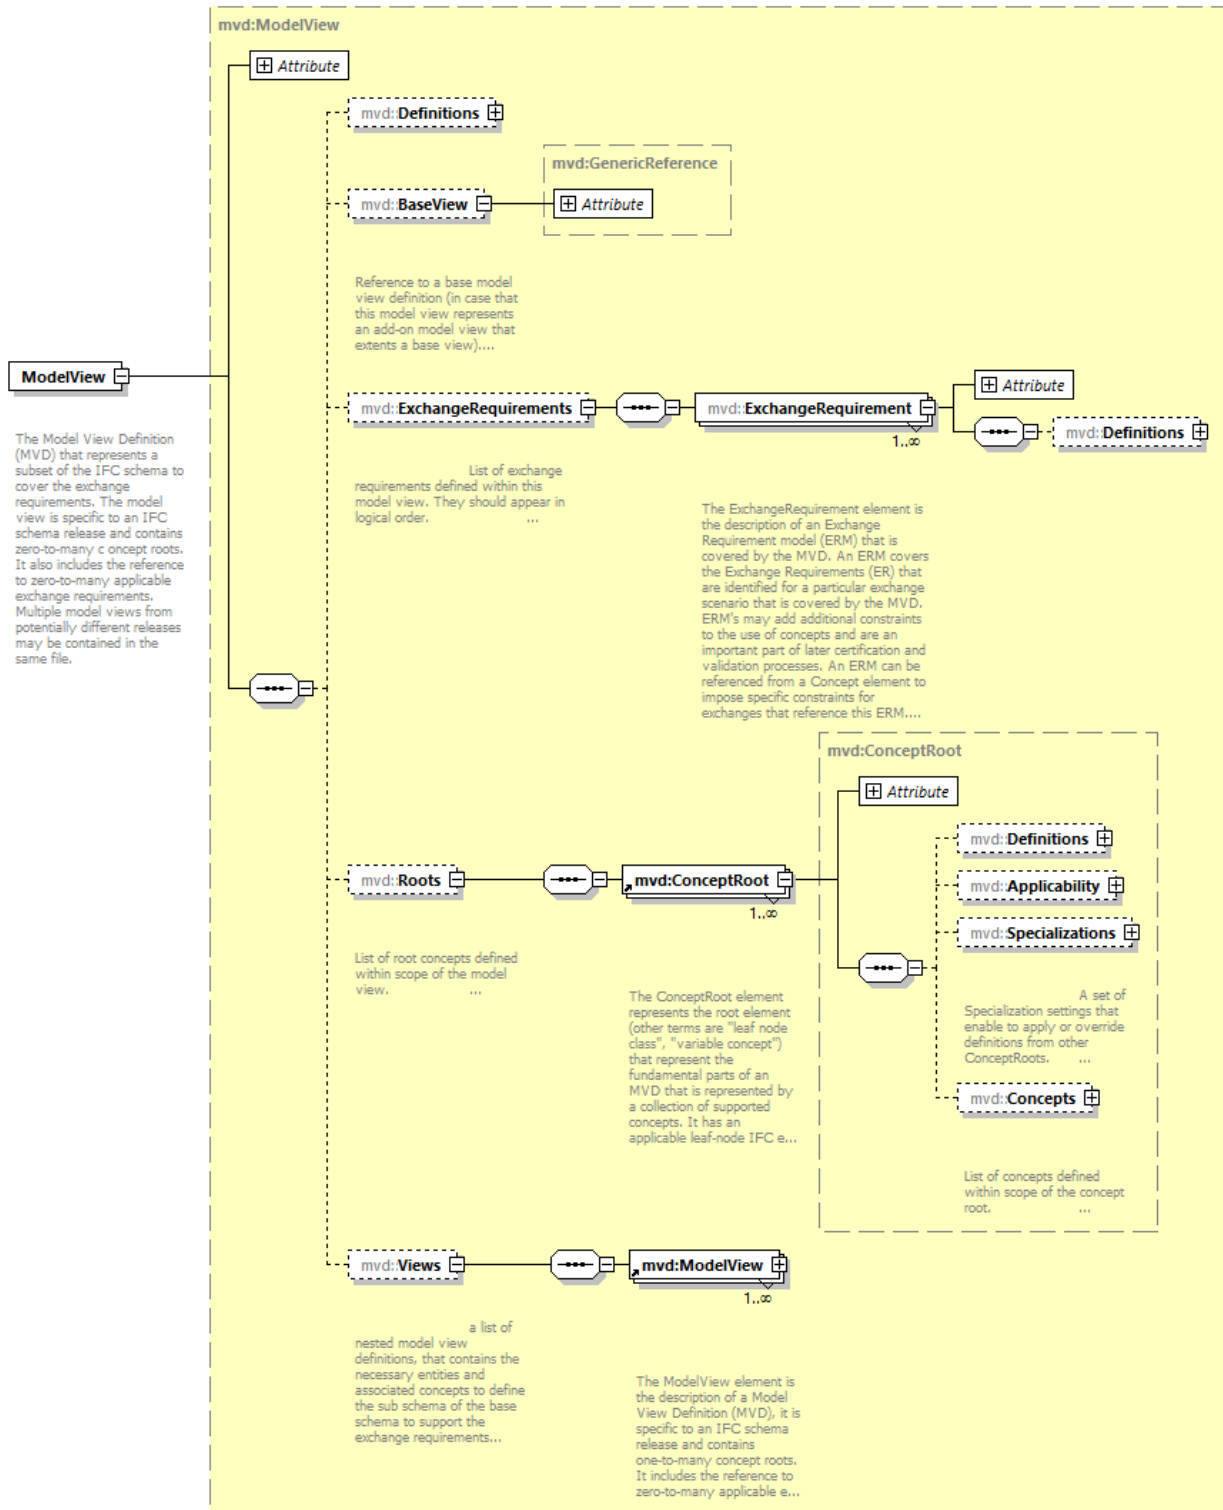 mvd:ModelView
Attribute
mvd::Definitions
mvd:GenericReference
mvd::BaseView
Attribute
Reference to a base model
view definition (in case that
this model view represents
an add-on model view that
extents a base view)....
ModelView
The Model View Definition
(MVD) that represents a
subset of the IFC schema to
cover the exchange
requirements. The model
view is specific to an IFC
schema release and contains
zero-to-many c oncept roots.
It also includes the reference
to zero-to-many applicable
exchange requirements.
Multiple model views from
potentially different releases
may be contained in the
same file.
mvd::ExchangeRequirements
mvd::ExchangeRequirement
1..∞
Attribute
mvd::Definitions
List of exchange
requirements defined within this
model view. They should appear in
logical order. ...
The ExchangeRequirement element is
the description of an Exchange
Requirement model (ERM) that is
covered by the MVD. An ERM covers
the Exchange Requirements (ER) that
are identified for a particular exchange
scenario that is covered by the MVD.
ERM's may add additional constraints
to the use of concepts and are an
important part of later certification and
validation processes. An ERM can be
referenced from a Concept element to
impose specific constraints for
exchanges that reference this ERM....
mvd:ConceptRoot
Attribute
mvd::Definitions
mvd::Roots
mvd:ConceptRoot
1..∞
mvd::Applicability
mvd::Specializations
List of root concepts defined
within scope of the model
view. ...
The ConceptRoot element
represents the root element
(other terms are "leaf node
class", "variable concept")
that represent the
fundamental parts of an
MVD that is represented by
a collection of supported
concepts. It has an
applicable leaf-node IFC e...
A set of
Specialization settings that
enable to apply or override
definitions from other
ConceptRoots. ...
mvd::Concepts
List of concepts defined
within scope of the concept
root. ...
mvd::Views
mvd:ModelView
1..∞
a list of
nested model view
definitions, that contains the
necessary entities and
associated concepts to define
the sub schema of the base
schema to support the
exchange requirements...
The ModelView element is
the description of a Model
View Definition (MVD), it is
specific to an IFC schema
release and contains
one-to-many concept roots.
It includes the reference to
zero-to-many applicable e...